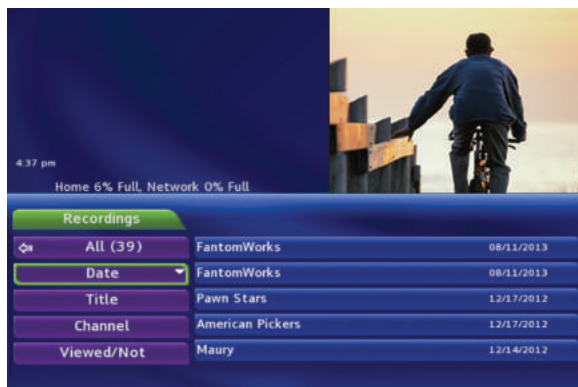 4:37 pm
Home 6% Full, Network 0% Full
Recordings
All (39)
FantomWorks 08/11/2013
Date
FantomWorks 08/11/2013
Title
Pawn Stars 12/17/2012
Channel
American Pickers 12/17/2012
Viewed/Not
Maury 12/14/2012